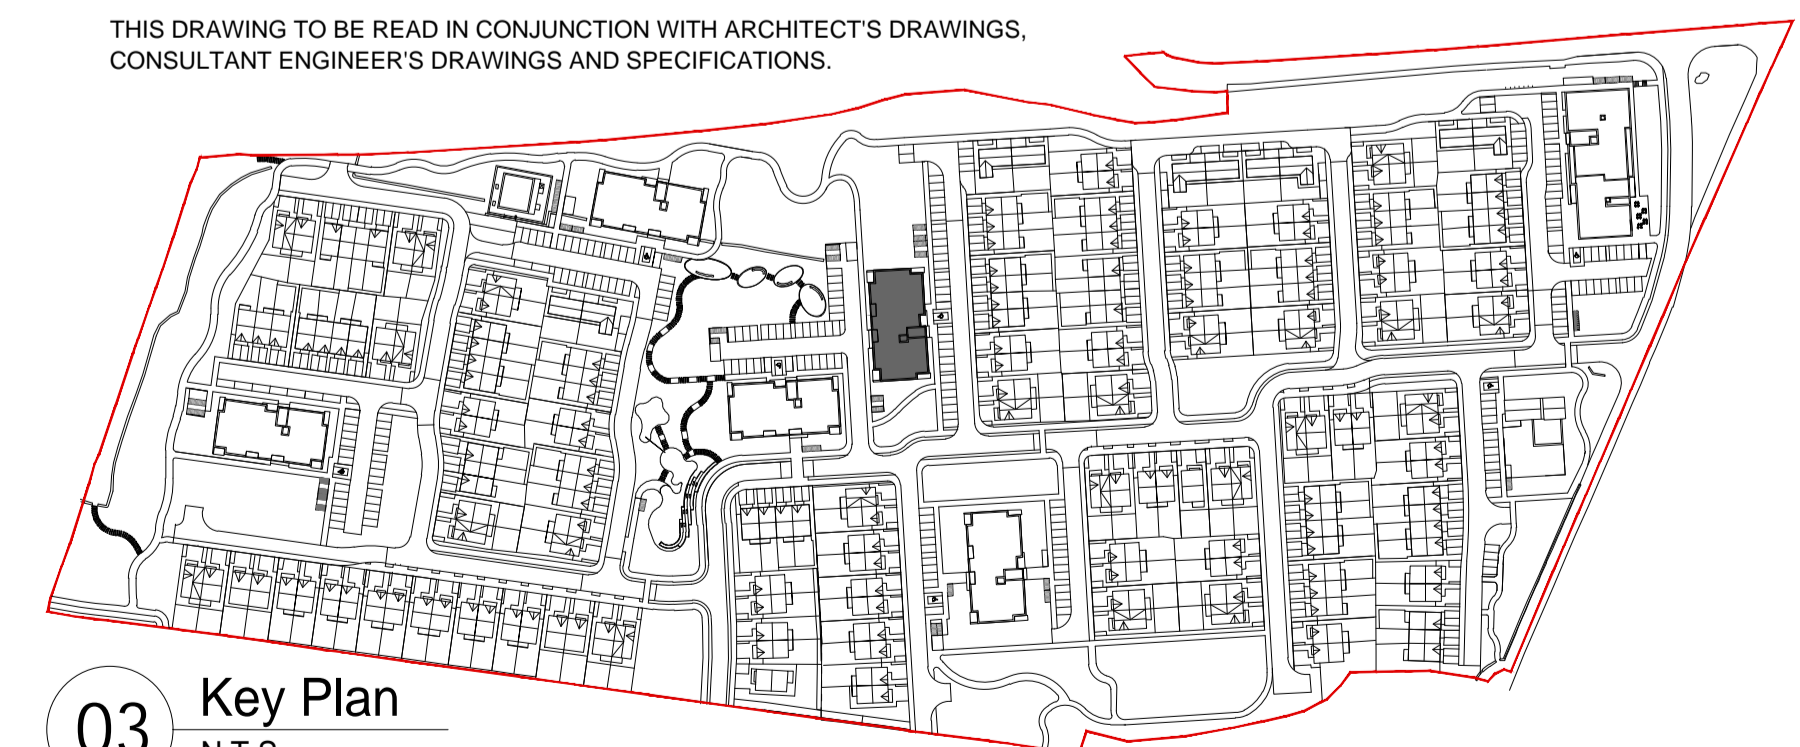 THIS DRAWING TO BE READ IN CONJUNCTION WITH ARCHITECT'S DRAWINGS,
CONSULTANT ENGINEER'S DRAWINGS AND SPECIFICATIONS.
03
Key Plan
N.T.S